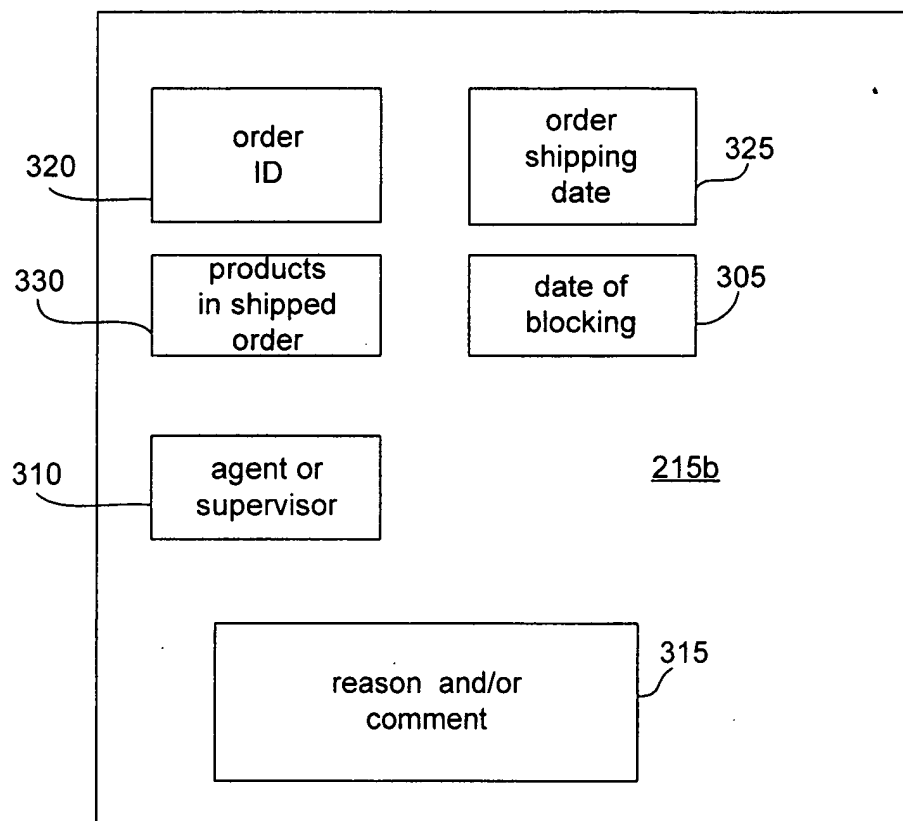 order
ID
320
order
shipping
date
325
products
in shipped
order
330
date of
blocking
305
agent or
supervisor
310
215b
reason and/or
comment
315